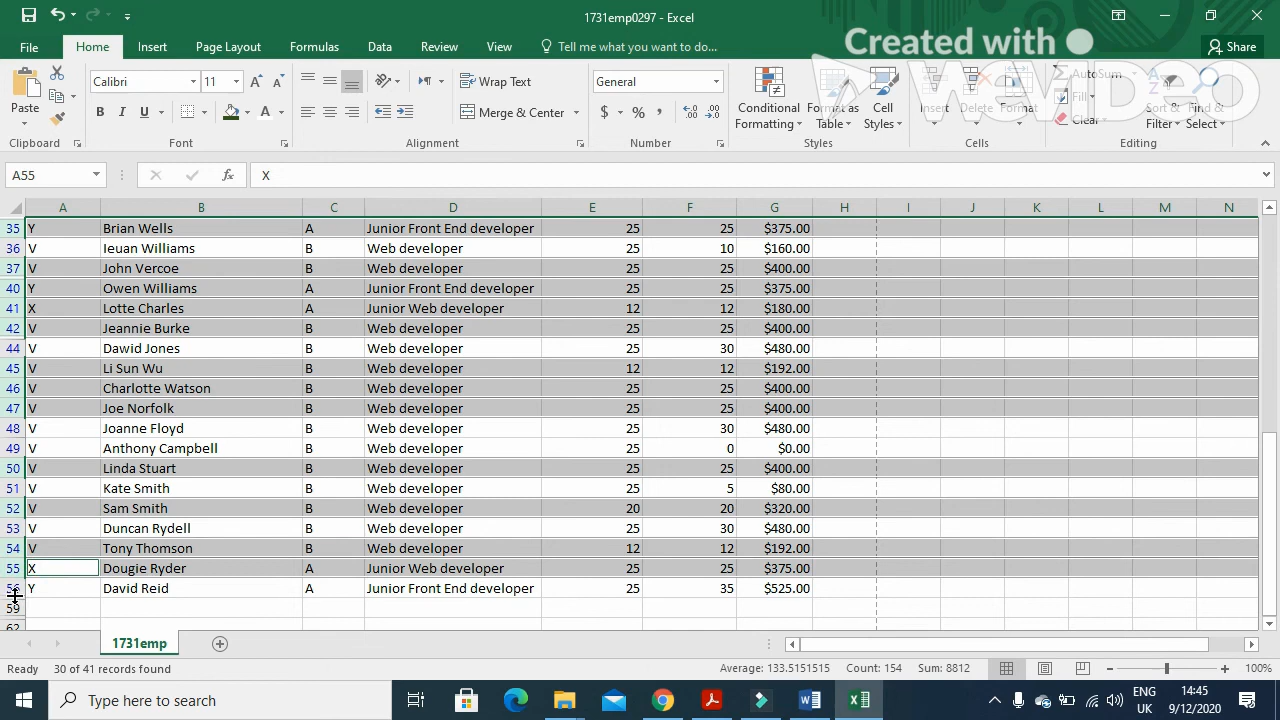 1731emp0297 - Excel
Created with
WeVideo
File Home Insert Page Layout Formulas Data Review View Tell me what you want to do... Share
Calibri 11 Wrap Text General AutoSum
Paste B I U Merge & Center $ % Conditional Formatting Format as Table Cell Styles Insert Delete Format Fill Clear Sort & Filter Find & Select
Clipboard Font Alignment Number Styles Cells Editing
A55 fx X
A B C D E F G H I J K L M N
35 Y Brian Wells A Junior Front End developer 25 25 $375.00
36 V Ieuan Williams B Web developer 25 10 $160.00
37 V John Vercoe B Web developer 25 25 $400.00
40 Y Owen Williams A Junior Front End developer 25 25 $375.00
41 X Lotte Charles A Junior Web developer 12 12 $180.00
42 V Jeannie Burke B Web developer 25 25 $400.00
44 V Dawid Jones B Web developer 25 30 $480.00
45 V Li Sun Wu B Web developer 12 12 $192.00
46 V Charlotte Watson B Web developer 25 25 $400.00
47 V Joe Norfolk B Web developer 25 25 $400.00
48 V Joanne Floyd B Web developer 25 30 $480.00
49 V Anthony Campbell B Web developer 25 0 $0.00
50 V Linda Stuart B Web developer 25 25 $400.00
51 V Kate Smith B Web developer 25 5 $80.00
52 V Sam Smith B Web developer 20 20 $320.00
53 V Duncan Rydell B Web developer 25 30 $480.00
54 V Tony Thomson B Web developer 12 12 $192.00
55 X Dougie Ryder A Junior Web developer 25 25 $375.00
Y David Reid A Junior Front End developer 25 35 $525.00
59
62
1731emp
Ready 30 of 41 records found Average: 133.5151515 Count: 154 Sum: 8812 100%
Type here to search ENG 14:45
UK 9/12/2020